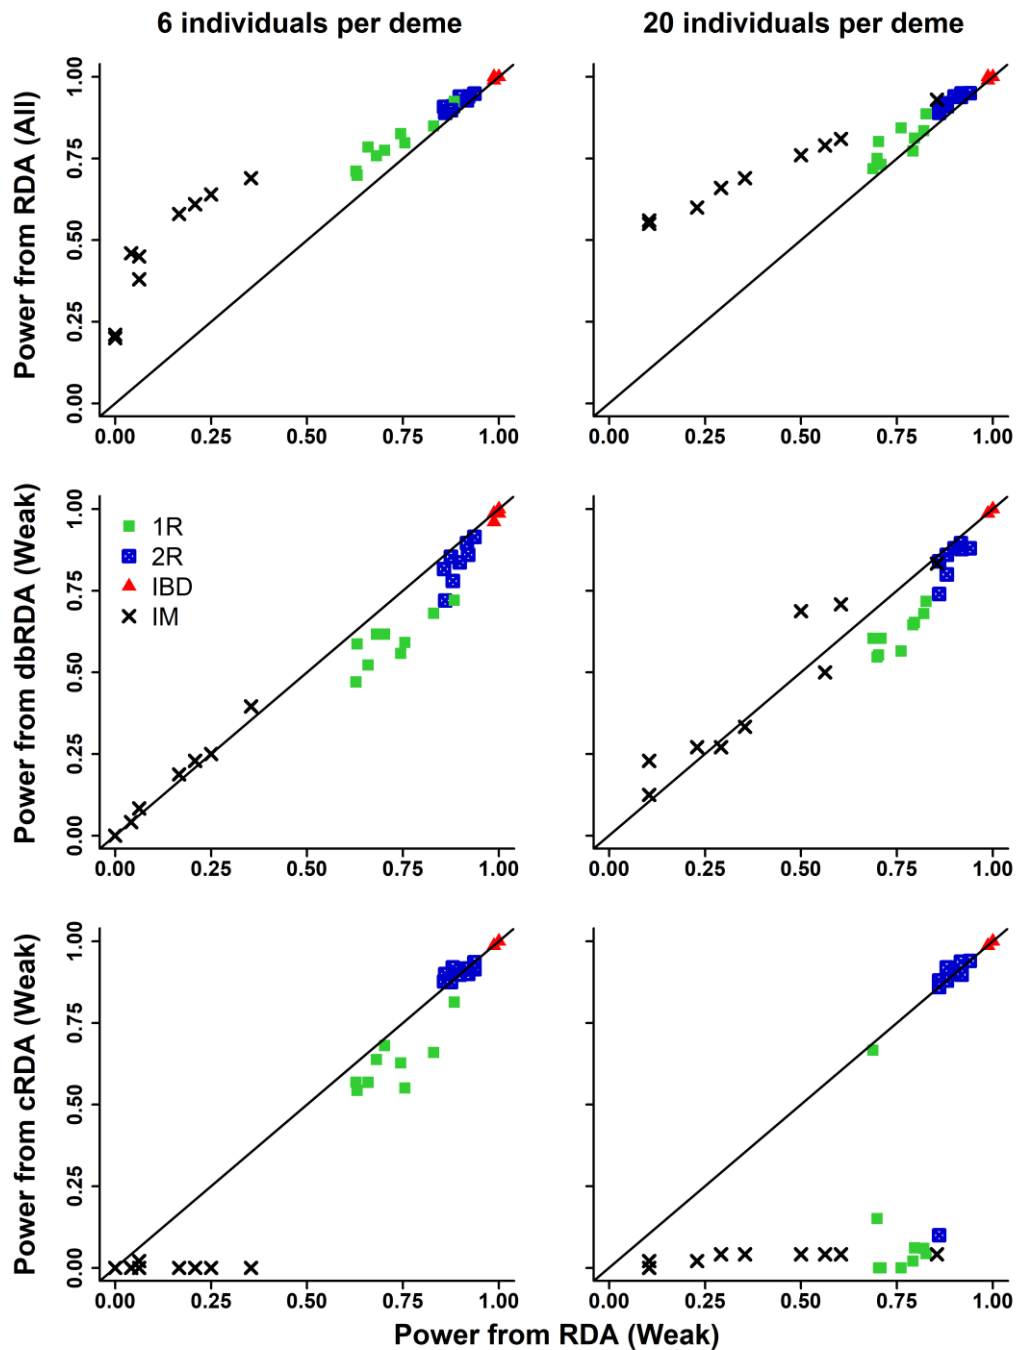 6 individuals per deme
20 individuals per deme
Power from RDA (All)
1.00
0.75
0.50
0.25
0.00
0.00 0.25 0.50 0.75 1.00
0.00 0.25 0.50 0.75 1.00
Power from dbRDA (Weak)
1.00
0.75
0.50
0.25
0.00
1R
2R
IBD
IM
0.00 0.25 0.50 0.75 1.00
0.00 0.25 0.50 0.75 1.00
Power from cRDA (Weak)
1.00
0.75
0.50
0.25
0.00
0.00 0.25 0.50 0.75 1.00
0.00 0.25 0.50 0.75 1.00
Power from RDA (Weak)